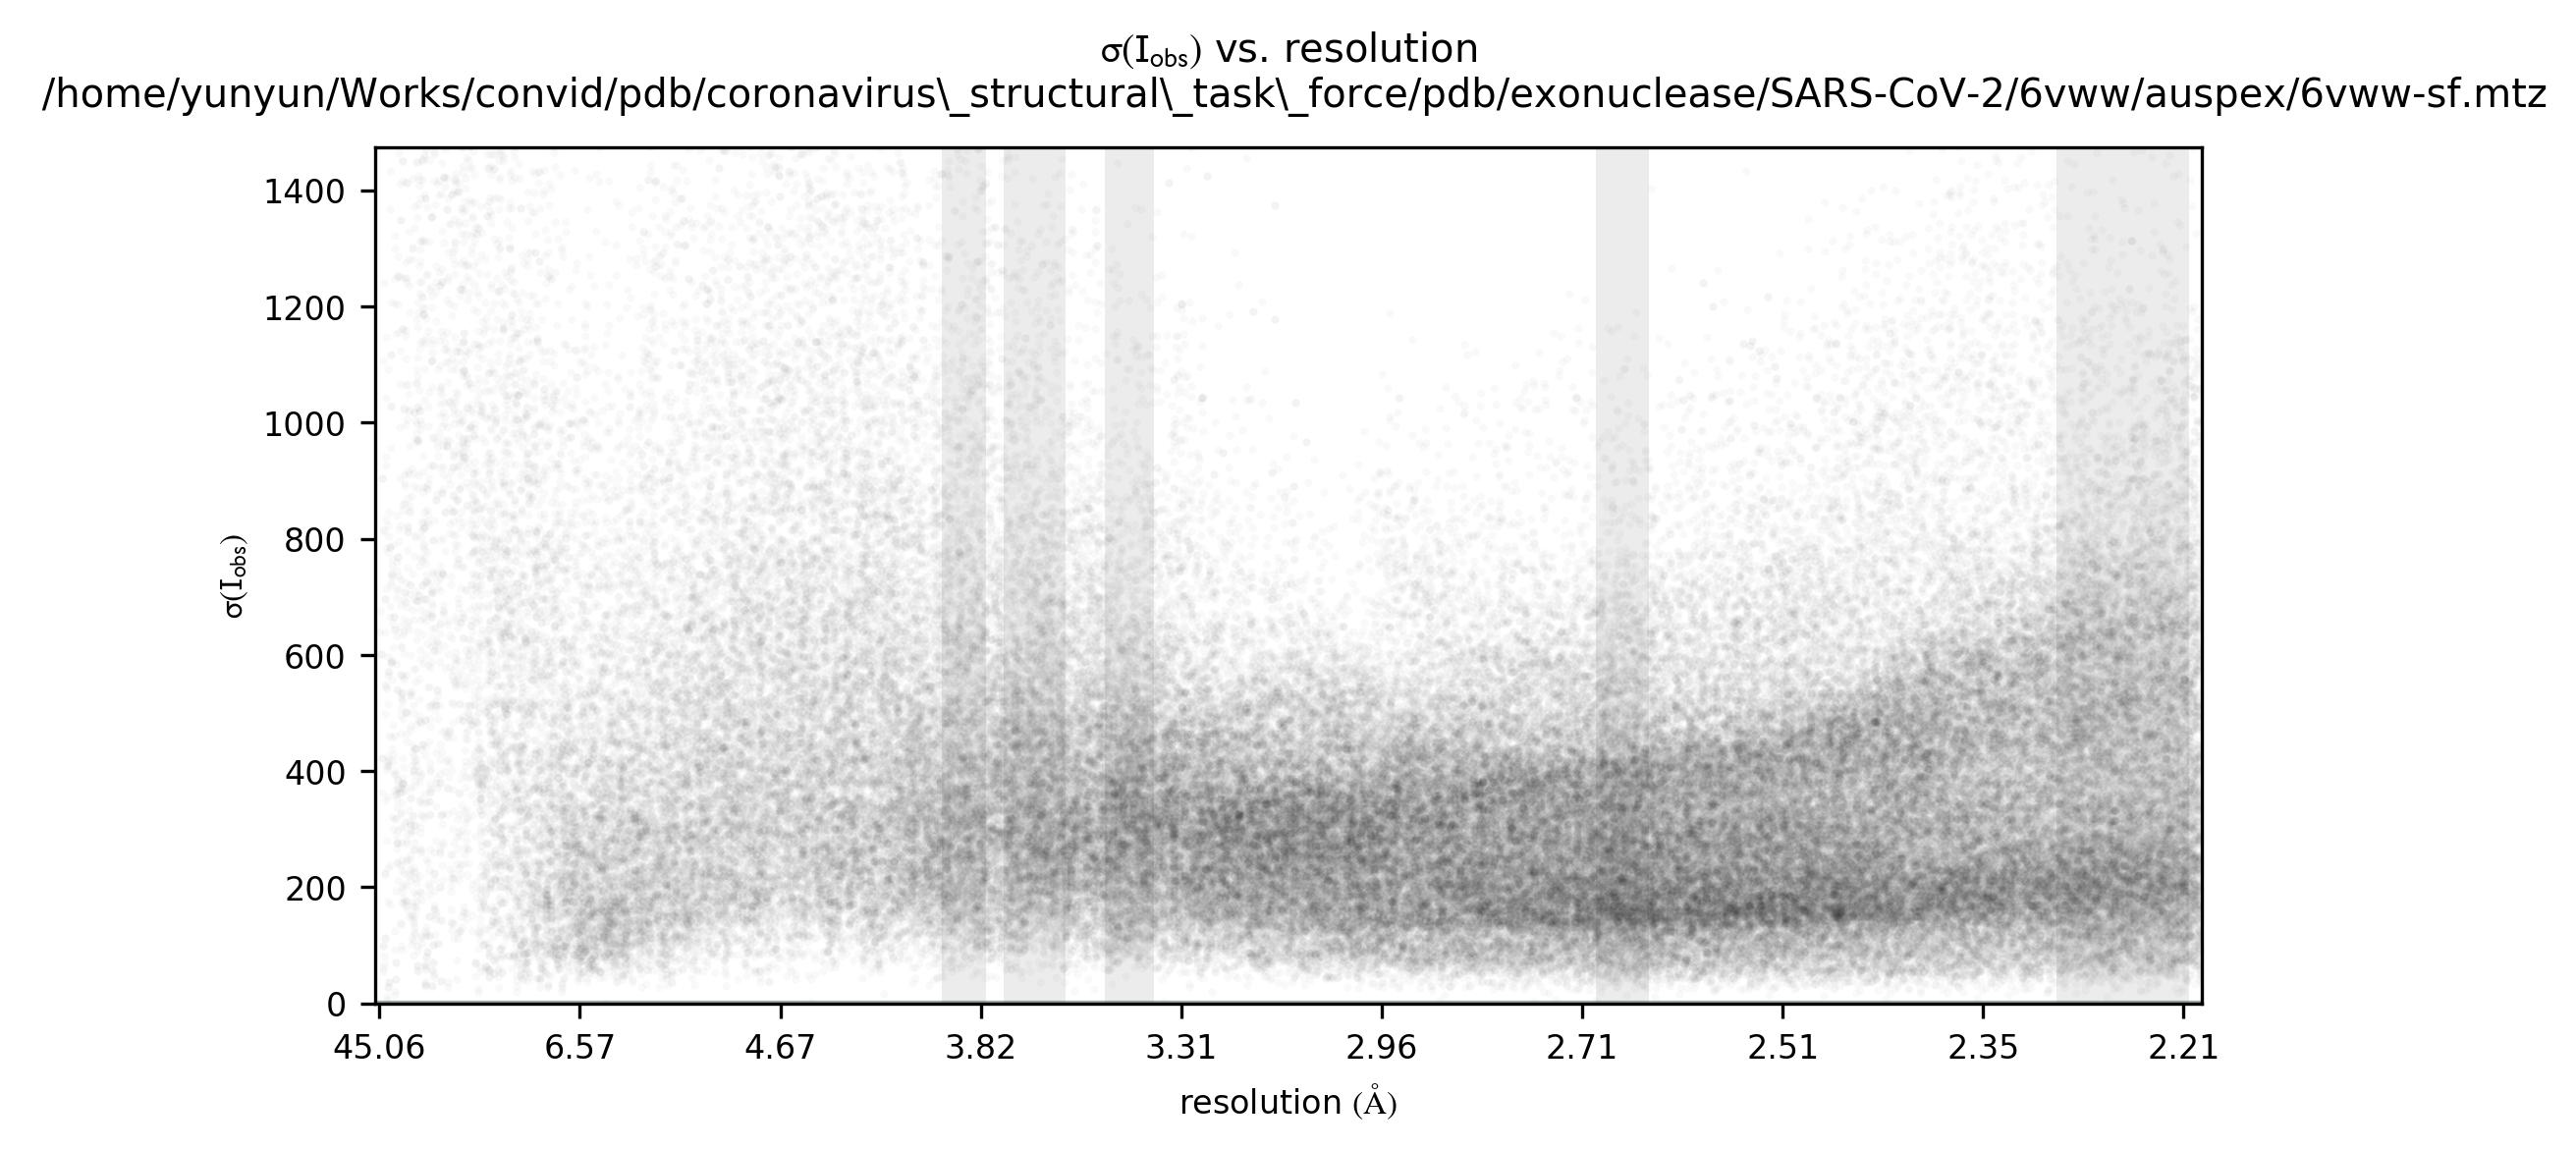 σ(Iobs) vs. resolution
/home/yunyun/Works/convid/pdb/coronavirus\_structural\_task\_force/pdb/exonuclease/SARS-CoV-2/6vww/auspex/6vww-sf.mtz
1400
1200
1000
800
600
400
200
0
σ(Iobs)
45.06 6.57 4.67 3.82 3.31 2.96 2.71 2.51 2.35 2.21
resolution (Å)